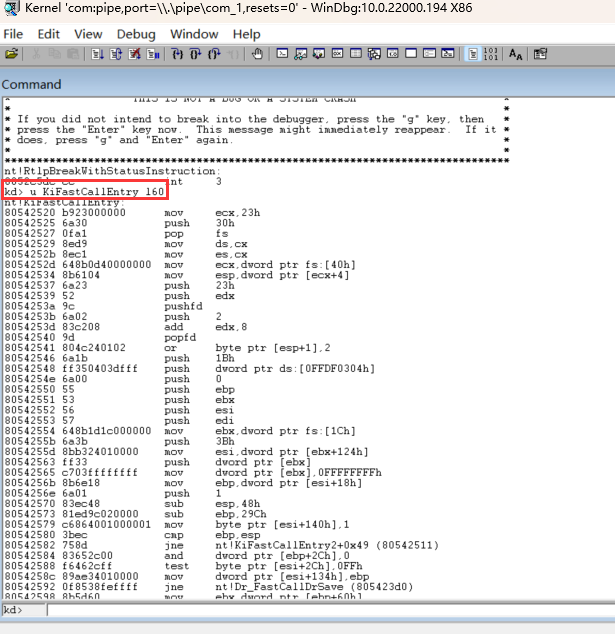 Kernel 'com:pipe,port=\\.\pipe\com_1,resets=0' - WinDbg:10.0.22000.194 X86
File Edit View Debug Window Help
Command
* THIS IS NOT A BUG OR A SYSTEM CRASH *
* *
* If you did not intend to break into the debugger, press the "g" key, then *
* press the "Enter" key now. This message might immediately reappear. If it *
* does, press "g" and "Enter" again. *
* *
*******************************************************************************
nt!RtlpBreakWithStatusInstruction:
int 3
kd> u KiFastCallEntry l60
nt!KiFastCallEntry:
80542520 b923000000 mov ecx,23h
80542525 6a30 push 30h
80542527 0fa1 pop fs
80542529 8ed9 mov ds,cx
8054252b 8ec1 mov es,cx
8054252d 648b0d40000000 mov ecx,dword ptr fs:[40h]
80542534 8b6104 mov esp,dword ptr [ecx+4]
80542537 6a23 push 23h
80542539 52 push edx
8054253a 9c pushfd
8054253b 6a02 push 2
8054253d 83c208 add edx,8
80542540 9d popfd
80542541 804c240102 or byte ptr [esp+1],2
80542546 6a1b push 1Bh
80542548 ff350403dfff push dword ptr ds:[0FFDF0304h]
8054254e 6a00 push 0
80542550 55 push ebp
80542551 53 push ebx
80542552 56 push esi
80542553 57 push edi
80542554 648b1d1c000000 mov ebx,dword ptr fs:[1Ch]
8054255b 6a3b push 3Bh
8054255d 8bb324010000 mov esi,dword ptr [ebx+124h]
80542563 ff33 push dword ptr [ebx]
80542565 c703ffffffff mov dword ptr [ebx],0FFFFFFFFh
8054256b 8b6e18 mov ebp,dword ptr [esi+18h]
8054256e 6a01 push 1
80542570 83ec48 sub esp,48h
80542573 81ed9c020000 sub ebp,29Ch
80542579 c6864001000001 mov byte ptr [esi+140h],1
80542580 3bec cmp ebp,esp
80542582 758d jne nt!KiFastCallEntry2+0x49 (80542511)
80542584 83652c00 and dword ptr [ebp+2Ch],0
80542588 f6462cff test byte ptr [esi+2Ch],0FFh
8054258c 89ae34010000 mov dword ptr [esi+134h],ebp
80542592 0f8538feffff jne nt!Dr_FastCallDrSave (805423d0)
80542598 8b5d60 mov ebx,dword ptr [ebp+60h]
kd>